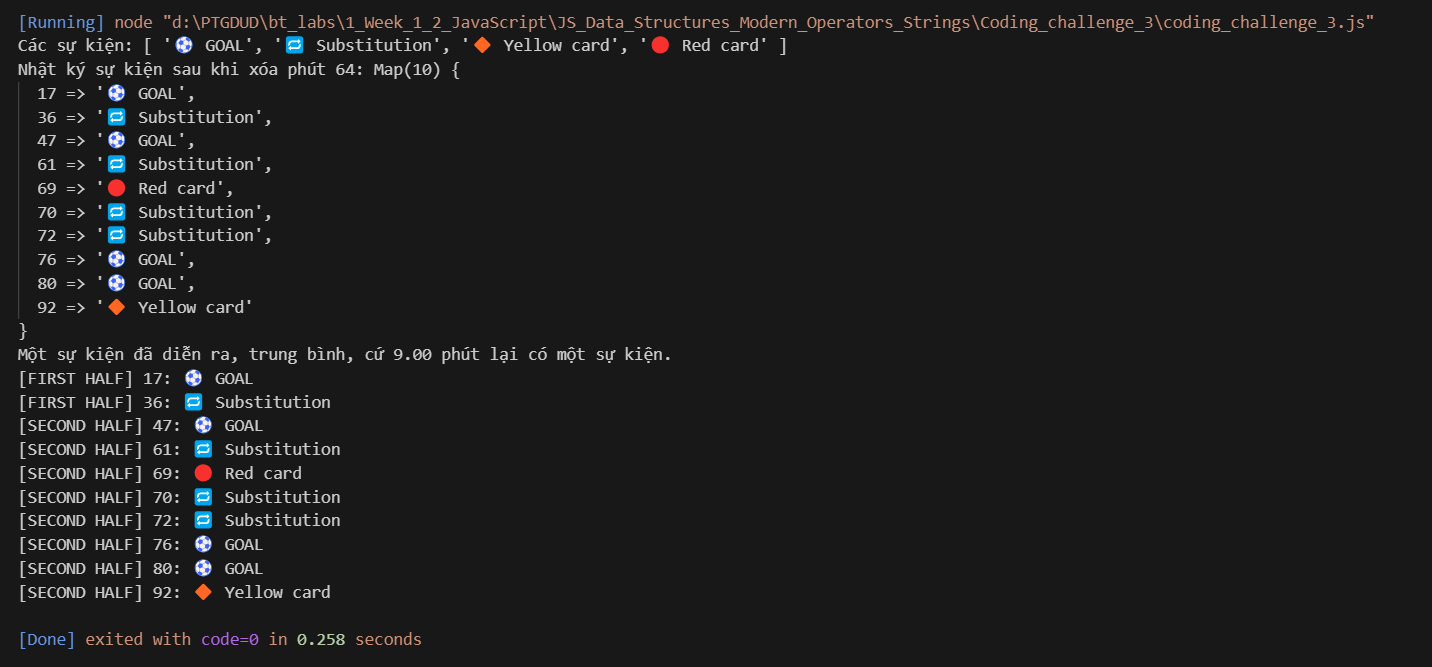 [Running] node "d:\PTGDUD\bt_labs\1_Week_1_2_JavaScript\JS_Data_Structures_Modern_Operators_Strings\Coding_challenge_3\coding_challenge_3.js"
Các sự kiện: [ '⚽ GOAL', '🔁 Substitution', '🔶 Yellow card', '🔴 Red card' ]
Nhật ký sự kiện sau khi xóa phút 64: Map(10) {
  17 => '⚽ GOAL',
  36 => '🔁 Substitution',
  47 => '⚽ GOAL',
  61 => '🔁 Substitution',
  69 => '🔴 Red card',
  70 => '🔁 Substitution',
  72 => '🔁 Substitution',
  76 => '⚽ GOAL',
  80 => '⚽ GOAL',
  92 => '🔶 Yellow card'
}
Một sự kiện đã diễn ra, trung bình, cứ 9.00 phút lại có một sự kiện.
[FIRST HALF] 17: ⚽ GOAL
[FIRST HALF] 36: 🔁 Substitution
[SECOND HALF] 47: ⚽ GOAL
[SECOND HALF] 61: 🔁 Substitution
[SECOND HALF] 69: 🔴 Red card
[SECOND HALF] 70: 🔁 Substitution
[SECOND HALF] 72: 🔁 Substitution
[SECOND HALF] 76: ⚽ GOAL
[SECOND HALF] 80: ⚽ GOAL
[SECOND HALF] 92: 🔶 Yellow card
[Done] exited with code=0 in 0.258 seconds